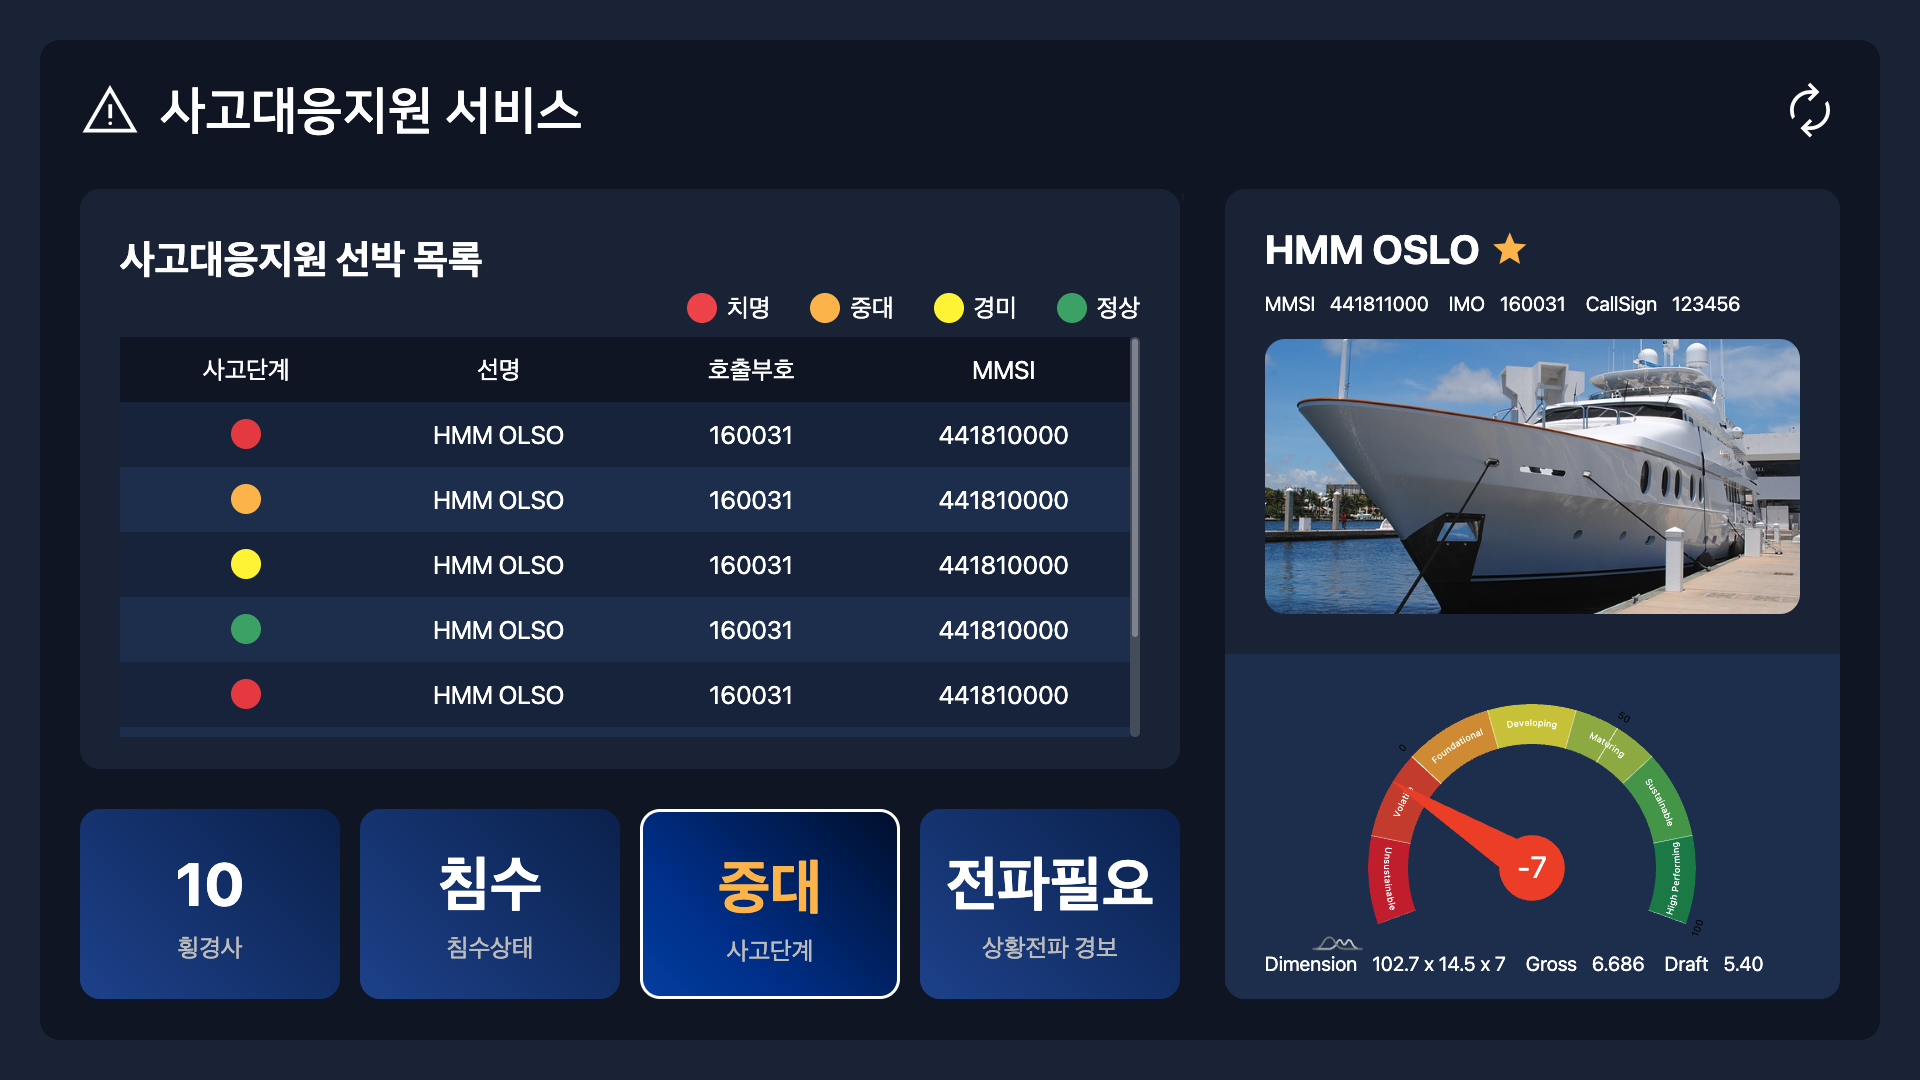 사고대응지원 서비스
사고대응지원 선박 목록
치명 중대 경미 정상
사고단계 선명 호출부호 MMSI
HMM OLSO 160031 441810000
HMM OLSO 160031 441810000
HMM OLSO 160031 441810000
HMM OLSO 160031 441810000
HMM OLSO 160031 441810000
10
횡경사
침수
침수상태
중대
사고단계
전파필요
상황전파 경보
HMM OSLO
MMSI 441811000 IMO 160031 CallSign 123456
Unsustainable
Volati
0
Foundational
Developing
50
Maturing
Sustainable
High Performing
100
-7
Dimension 102.7 x 14.5 x 7 Gross 6.686 Draft 5.40